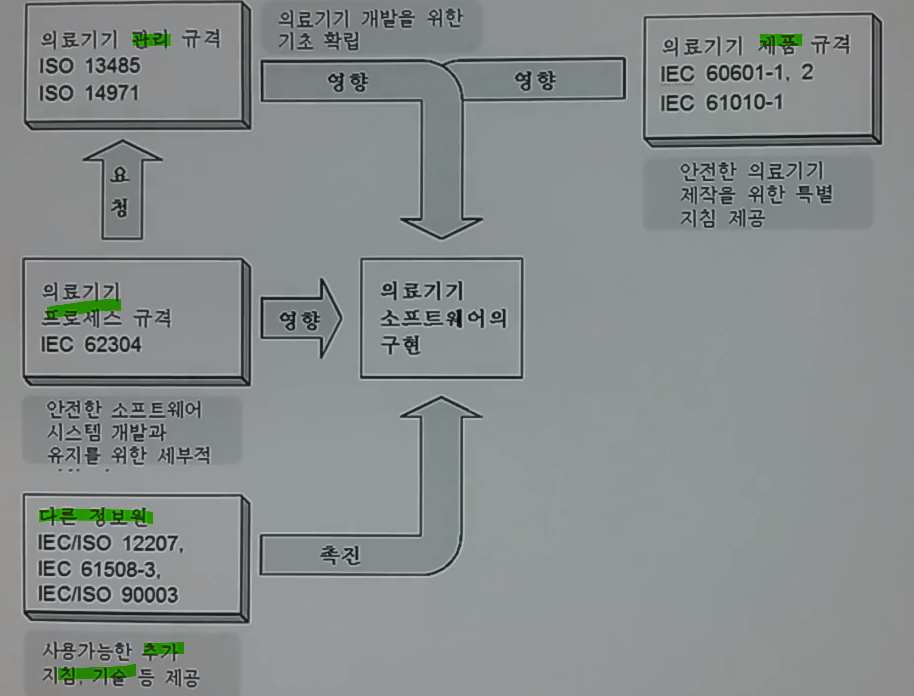 의료기기 관리 규격
ISO 13485
ISO 14971
의료기기 개발을 위한
기초 확립
영향
영향
의료기기 제품 규격
IEC 60601-1, 2
IEC 61010-1
안전한 의료기기
제작을 위한 특별
지침 제공
요
청
의료기기
프로세스 규격
IEC 62304
영향
의료기기
소프트웨어의
구현
안전한 소프트웨어
시스템 개발과
유지를 위한 세부적
다른 정보원
IEC/ISO 12207,
IEC 61508-3,
IEC/ISO 90003
촉진
사용가능한 추가
지침, 기술 등 제공